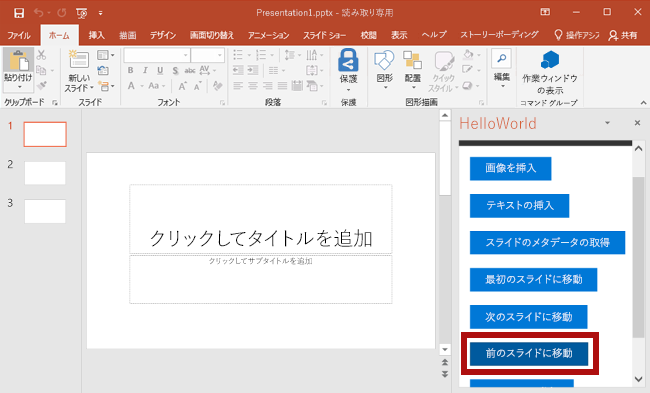 Presentation1.pptx - 読み取り専用
ファイル ホーム 挿入 描画 デザイン 画面切り替え アニメーション スライド ショー 校閲 表示 ヘルプ ストーリーボーディング 操作アシ 共有
貼り付け
新しい
スライド
B I U S abc AV
Aa A A
保護
図形
配置
クイック
スタイル
編集
作業ウィンドウ
の表示
クリップボード スライド フォント 段落 保護 図形描画 コマンド グループ
1
2
3
クリックしてタイトルを追加
クリックしてサブタイトルを追加
HelloWorld
画像を挿入
テキストの挿入
スライドのメタデータの取得
最初のスライドに移動
次のスライドに移動
前のスライドに移動